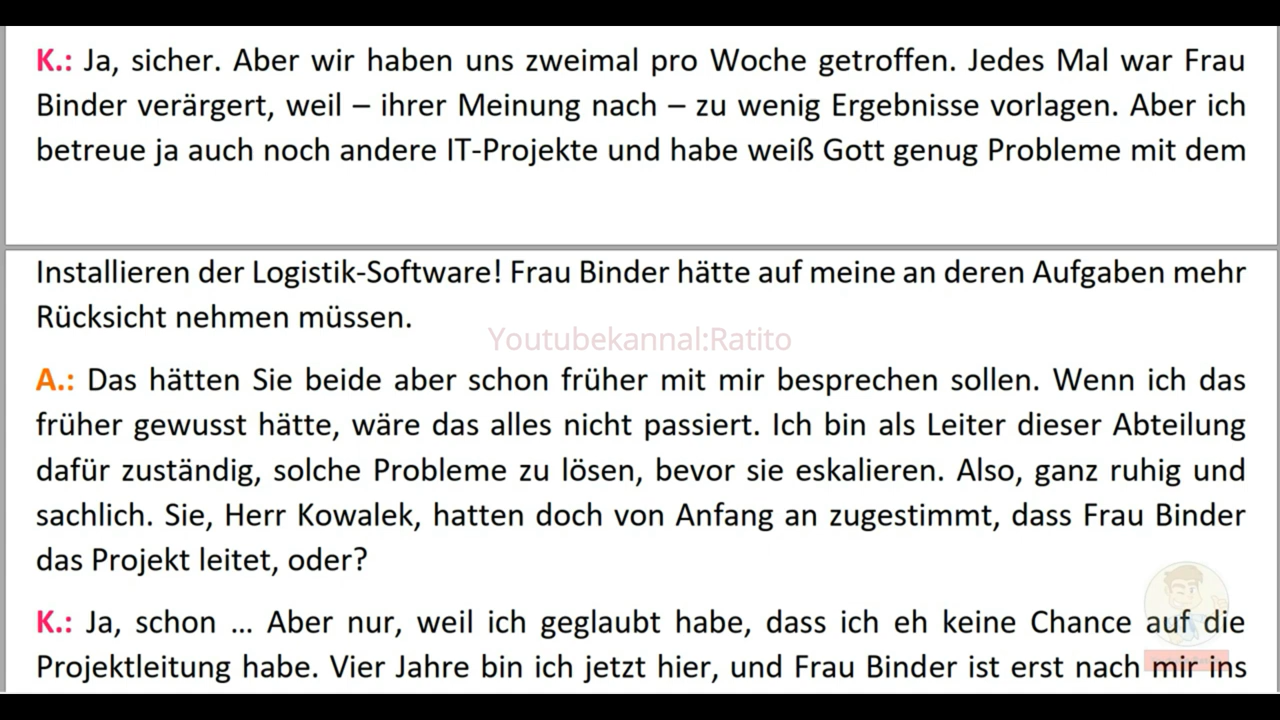 K.: Ja, sicher. Aber wir haben uns zweimal pro Woche getroffen. Jedes Mal war Frau
Binder verärgert, weil – ihrer Meinung nach – zu wenig Ergebnisse vorlagen. Aber ich
betreue ja auch noch andere IT-Projekte und habe weiß Gott genug Probleme mit dem
Installieren der Logistik-Software! Frau Binder hätte auf meine an deren Aufgaben mehr
Rücksicht nehmen müssen.
Youtubekannal:Ratito
A.: Das hätten Sie beide aber schon früher mit mir besprechen sollen. Wenn ich das
früher gewusst hätte, wäre das alles nicht passiert. Ich bin als Leiter dieser Abteilung
dafür zuständig, solche Probleme zu lösen, bevor sie eskalieren. Also, ganz ruhig und
sachlich. Sie, Herr Kowalek, hatten doch von Anfang an zugestimmt, dass Frau Binder
das Projekt leitet, oder?
K.: Ja, schon ... Aber nur, weil ich geglaubt habe, dass ich eh keine Chance auf die
Projektleitung habe. Vier Jahre bin ich jetzt hier, und Frau Binder ist erst nach mir ins